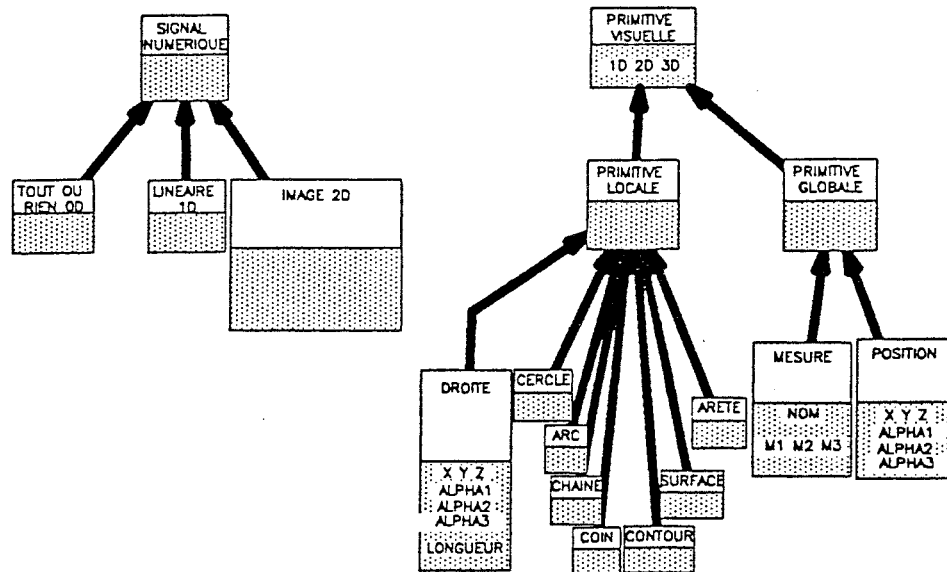 SIGNAL
NUMERIQUE
TOUT OU
RIEN 0D
LINEAIRE
1D
IMAGE 2D
PRIMITIVE
VISUELLE
1D 2D 3D
PRIMITIVE
LOCALE
PRIMITIVE
GLOBALE
DROITE
X Y Z
ALPHA1
ALPHA2
ALPHA3
LONGUEUR
CERCLE
ARC
CHAINE
COIN
CONTOUR
SURFACE
ARETE
MESURE
NOM
M1 M2 M3
POSITION
X Y Z
ALPHA1
ALPHA2
ALPHA3